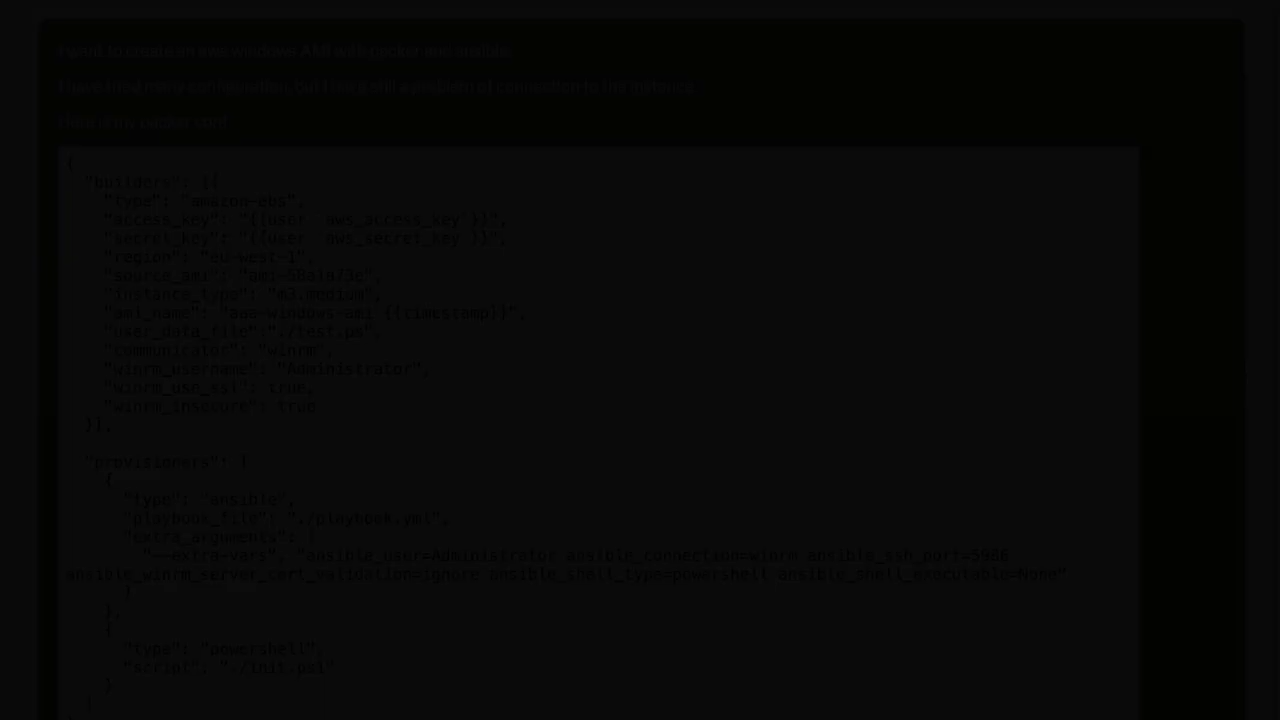 I want to create an aws windows AMI with packer and ansible.
I have tried many configuration, but I have still a problem of connection to the machine.
Here is my packer conf:
{
  "builders": [{
    "type": "amazon-ebs",
    "access_key": "{{user `aws_access_key`}}",
    "secret_key": "{{user `aws_secret_key`}}",
    "region": "eu-west-1",
    "source_ami": "ami-58a1a73e",
    "instance_type": "m3.medium",
    "ami_name": "aaa-windows-ami {{timestamp}}",
    "user_data_file":"./test.ps",
    "communicator": "winrm",
    "winrm_username": "Administrator",
    "winrm_use_ssl": true,
    "winrm_insecure": true
  }],
  "provisioners": [
    {
      "type": "ansible",
      "playbook_file": "./playbook.yml",
      "extra_arguments": [
        "--extra-vars", "ansible_user=Administrator ansible_connection=winrm ansible_ssh_port=5986
ansible_winrm_server_cert_validation=ignore ansible_shell_type=powershell ansible_shell_executable=None"
      ]
    },
    {
      "type": "powershell",
      "script": "./init.ps1"
    }
  ]